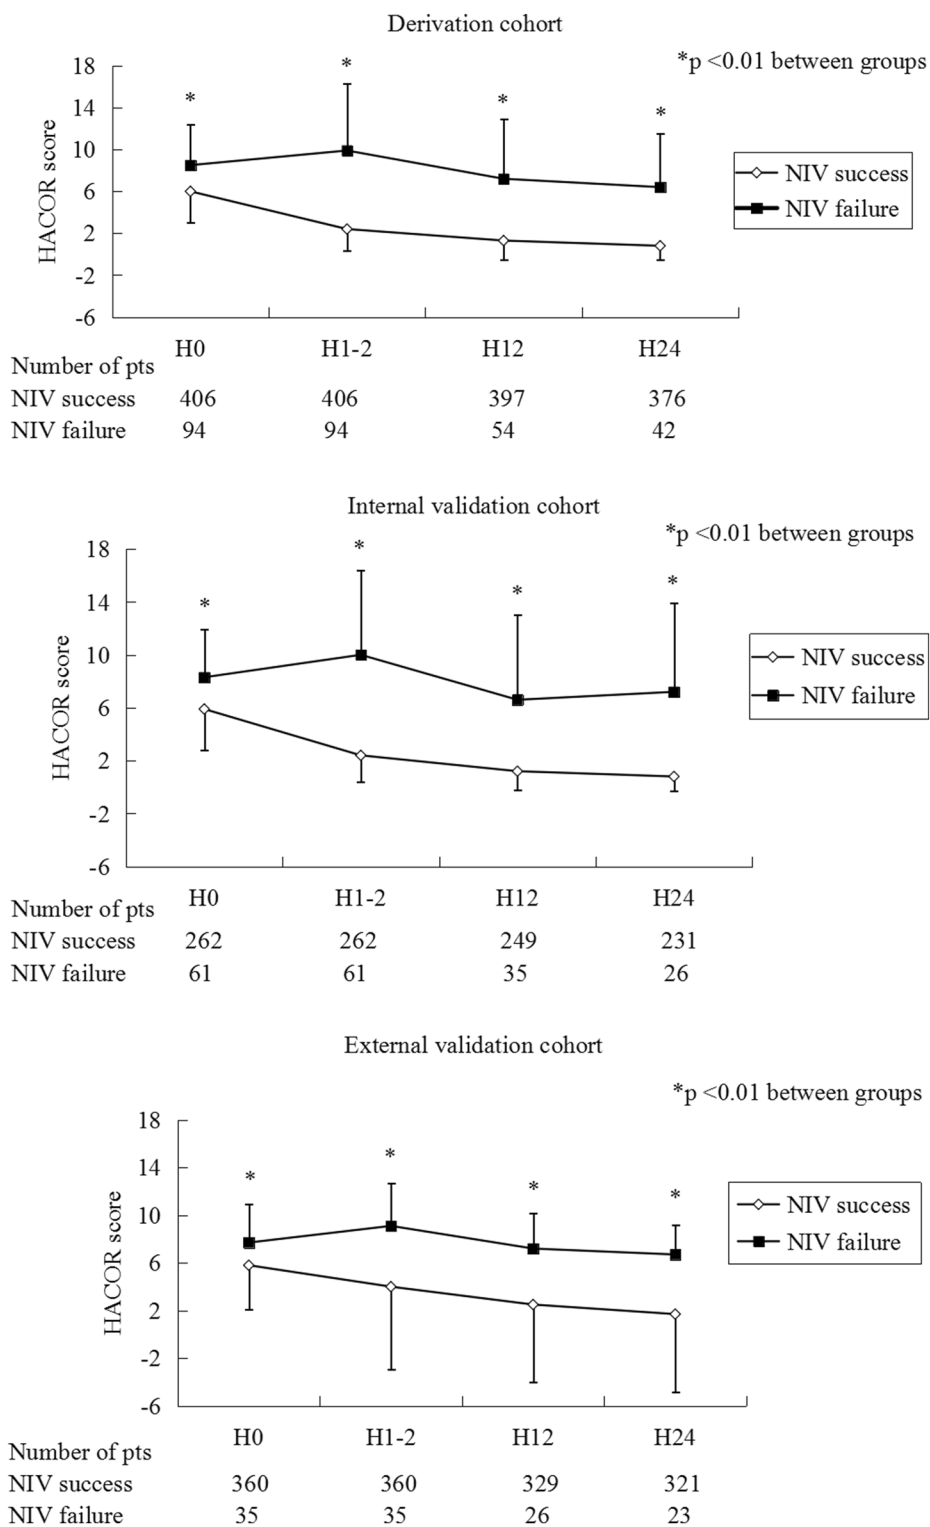 Derivation cohort
*p <0.01 between groups
HACOR score
18
14
10
6
2
-2
-6
* * * *
NIV success
NIV failure
H0 H1-2 H12 H24
Number of pts
NIV success 406 406 397 376
NIV failure 94 94 54 42
Internal validation cohort
*p <0.01 between groups
HACOR score
18
14
10
6
2
-2
-6
* * * *
NIV success
NIV failure
H0 H1-2 H12 H24
Number of pts
NIV success 262 262 249 231
NIV failure 61 61 35 26
External validation cohort
*p <0.01 between groups
HACOR score
18
14
10
6
2
-2
-6
* * * *
NIV success
NIV failure
H0 H1-2 H12 H24
Number of pts
NIV success 360 360 329 321
NIV failure 35 35 26 23